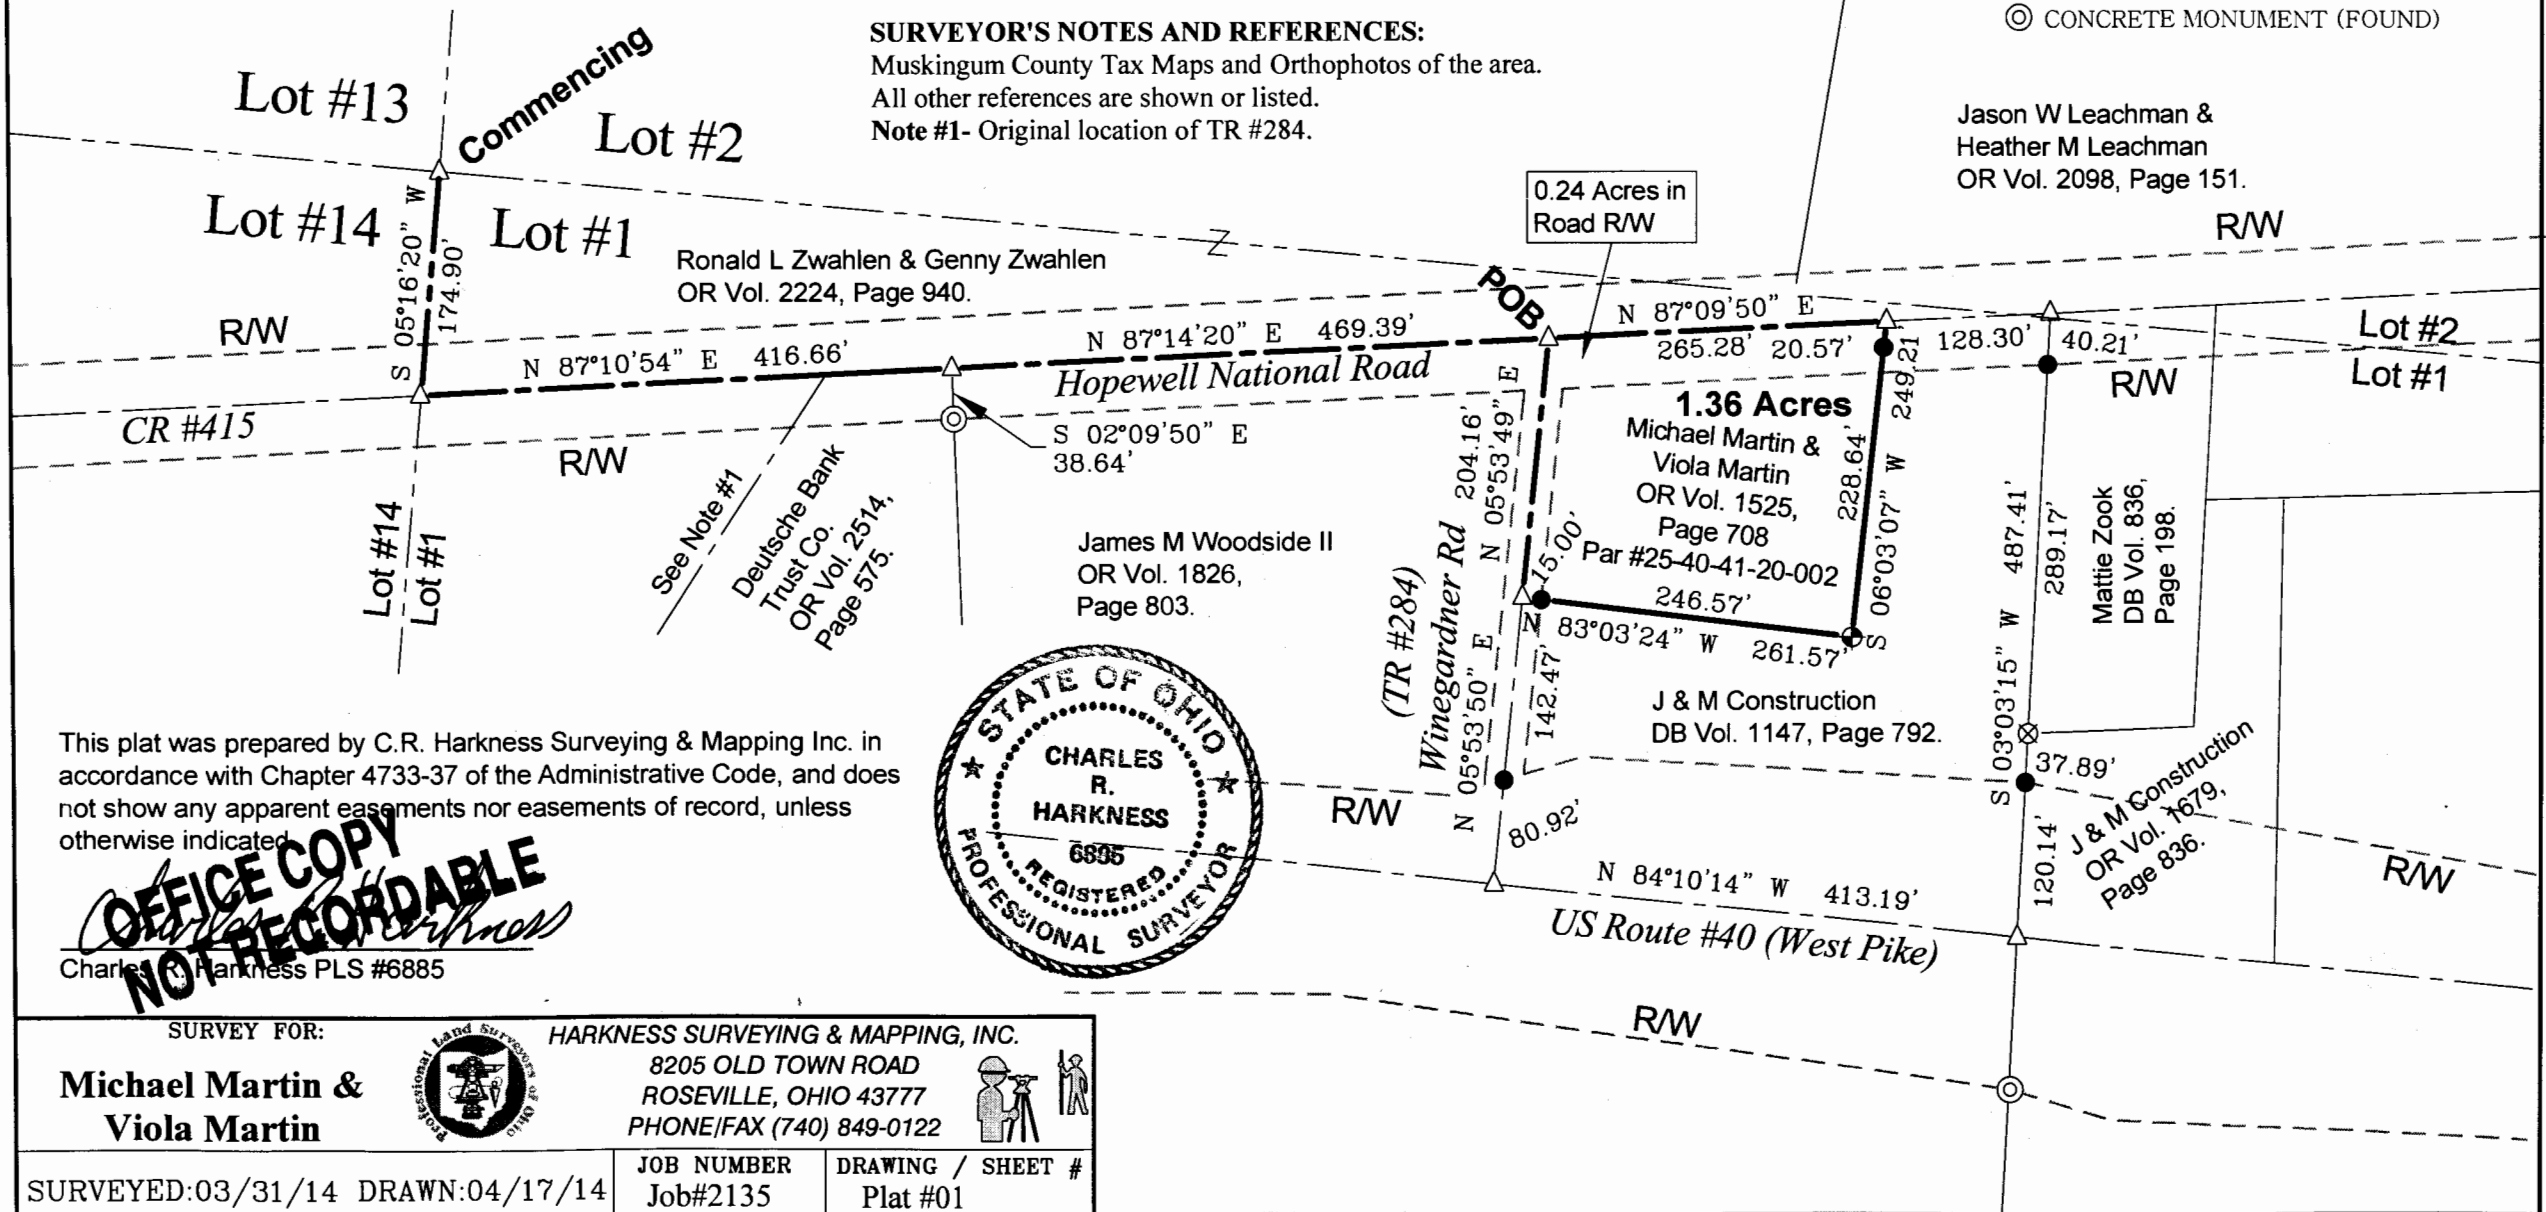 ◎ CONCRETE MONUMENT (FOUND)
SURVEYOR'S NOTES AND REFERENCES:
Muskingum County Tax Maps and Orthophotos of the area.
All other references are shown or listed.
Note #1- Original location of TR #284.
Commencing
Lot #13
Lot #2
Lot #14
Lot #1
S 05°16'20" W
174.90'
Ronald L Zwahlen & Genny Zwahlen
OR Vol. 2224, Page 940.
Z
Jason W Leachman &
Heather M Leachman
OR Vol. 2098, Page 151.
0.24 Acres in
Road R/W
R/W
R/W
POB
N 87°10'54" E 416.66'
N 87°14'20" E 469.39'
N 87°09'50" E
265.28' 20.57'
128.30' 40.21'
Lot #2
Lot #1
R/W
Hopewell National Road
CR #415
R/W
S 02°09'50" E
38.64'
See Note #1
Deutsche Bank
Trust Co.
OR Vol. 2514,
Page 575.
Lot #14
Lot #1
James M Woodside II
OR Vol. 1826,
Page 803.
Winegardner Rd
(TR #284)
204.16'
N 05°53'49" E
1.36 Acres
Michael Martin &
Viola Martin
OR Vol. 1525,
Page 708
Par #25-40-41-20-002
15.00'
246.57'
N 83°03'24" W 261.57'
228.64'
249.21'
S 06°03'07" W
S 03°03'15" W 487.41'
289.17'
Mattie Zook
DB Vol. 836,
Page 198.
N 05°53'50" E
142.47'
80.92'
J & M Construction
DB Vol. 1147, Page 792.
37.89'
120.14'
J & M Construction
OR Vol. 1679,
Page 836.
R/W
R/W
N 84°10'14" W 413.19'
US Route #40 (West Pike)
R/W
STATE OF OHIO
CHARLES
R.
HARKNESS
REGISTERED
PROFESSIONAL SURVEYOR
This plat was prepared by C.R. Harkness Surveying & Mapping Inc. in
accordance with Chapter 4733-37 of the Administrative Code, and does
not show any apparent easements nor easements of record, unless
otherwise indicated
OFFICE COPY
NOT RECORDABLE
Charles R. Harkness
Charles R. Harkness PLS #6885
SURVEY FOR:
Michael Martin &
Viola Martin
Professional Land Surveyors of Ohio
HARKNESS SURVEYING & MAPPING, INC.
8205 OLD TOWN ROAD
ROSEVILLE, OHIO 43777
PHONE/FAX (740) 849-0122
SURVEYED:03/31/14 DRAWN:04/17/14
JOB NUMBER
Job#2135
DRAWING / SHEET #
Plat #01